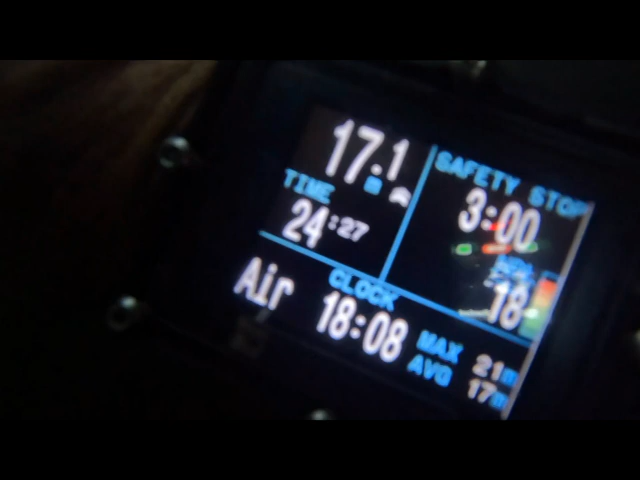 17.1 m
SAFETY STOP
3:00
TIME
24:27
18
Air
CLOCK
18:08
MAX 21m
AVG 17m